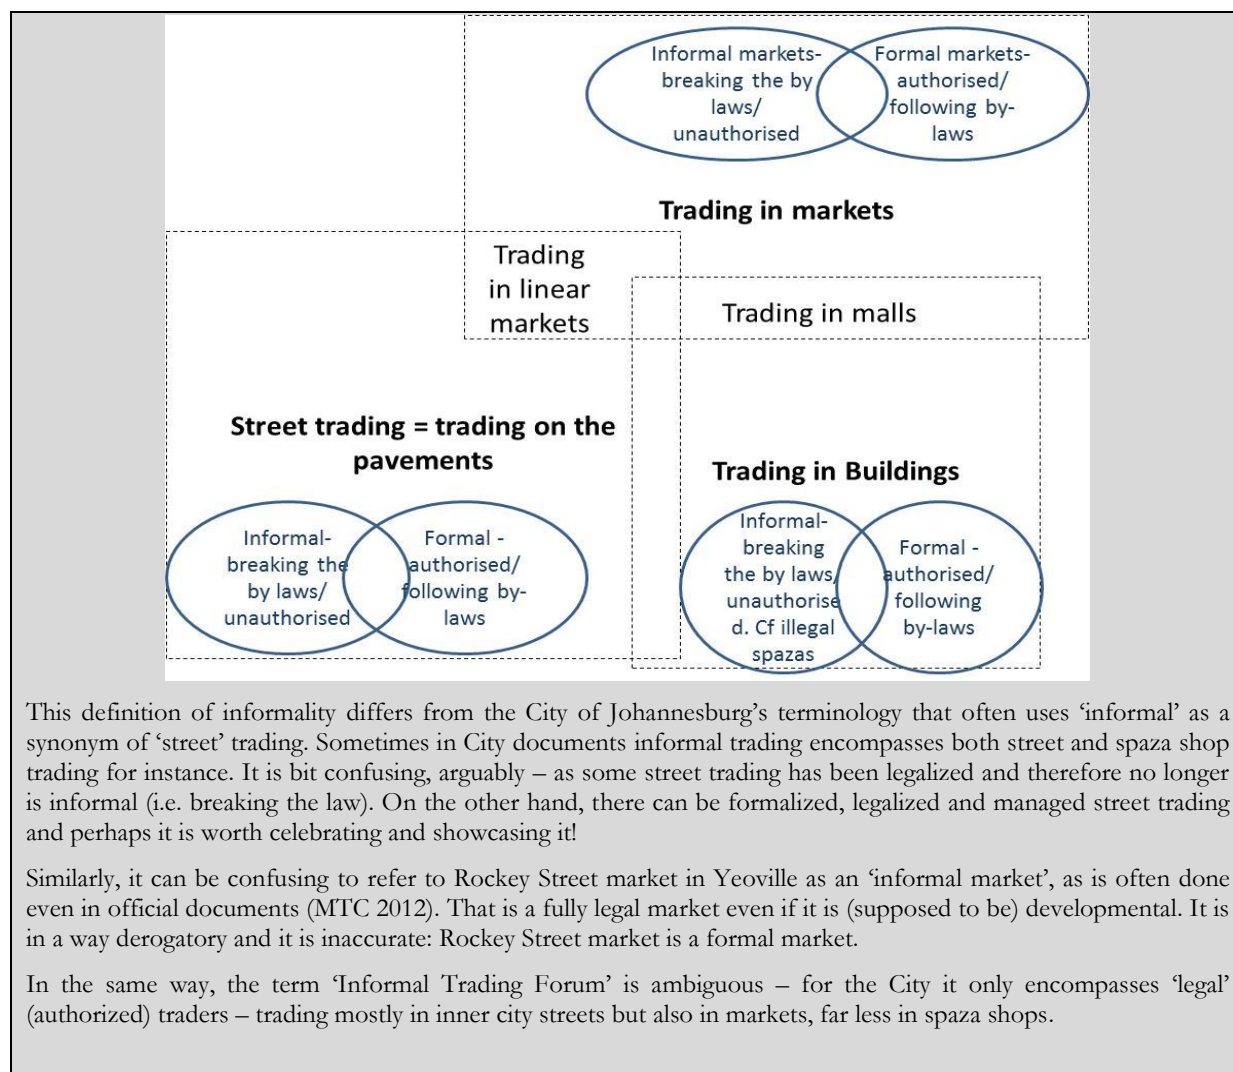 Informal markets-
breaking the by
laws/
unauthorised
Formal markets-
authorised/
following by-
laws
Trading in markets
Trading
in linear
markets
Trading in malls
Street trading = trading on the
pavements
Trading in Buildings
Informal-
breaking the
by laws/
unauthorised
Formal -
authorised/
following by-
laws
Informal-
breaking
the by laws/
unauthorise
d. Cf illegal
spazas
Formal -
authorised/
following
by-laws
This definition of informality differs from the City of Johannesburg’s terminology that often uses ‘informal’ as a
synonym of ‘street’ trading. Sometimes in City documents informal trading encompasses both street and spaza shop
trading for instance. It is bit confusing, arguably – as some street trading has been legalized and therefore no longer
is informal (i.e. breaking the law). On the other hand, there can be formalized, legalized and managed street trading
and perhaps it is worth celebrating and showcasing it!
Similarly, it can be confusing to refer to Rockey Street market in Yeoville as an ‘informal market’, as is often done
even in official documents (MTC 2012). That is a fully legal market even if it is (supposed to be) developmental. It is
in a way derogatory and it is inaccurate: Rockey Street market is a formal market.
In the same way, the term ‘Informal Trading Forum’ is ambiguous – for the City it only encompasses ‘legal’
(authorized) traders – trading mostly in inner city streets but also in markets, far less in spaza shops.